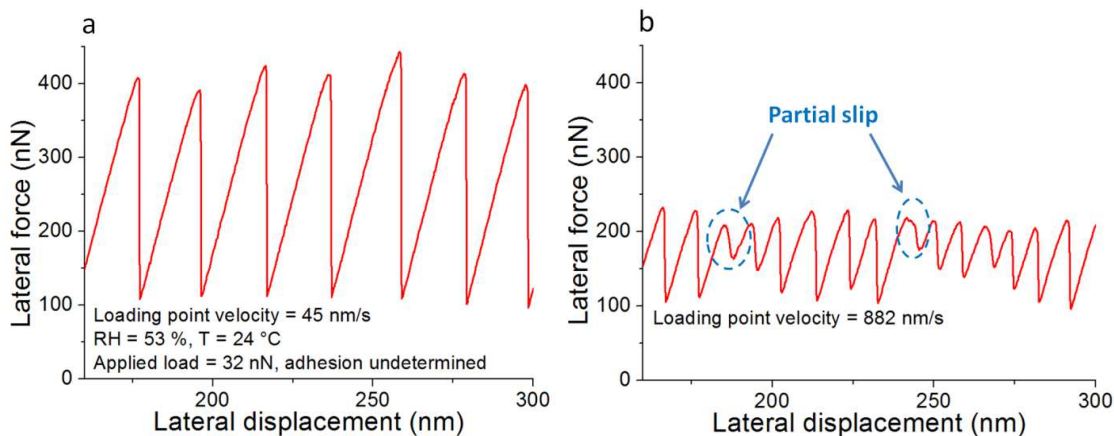 a
Lateral force (nN)
400
300
200
100
0
Loading point velocity = 45 nm/s
RH = 53 %, T = 24 °C
Applied load = 32 nN, adhesion undetermined
200
250
300
Lateral displacement (nm)
b
Lateral force (nN)
400
300
200
100
0
Partial slip
Loading point velocity = 882 nm/s
200
250
300
Lateral displacement (nm)